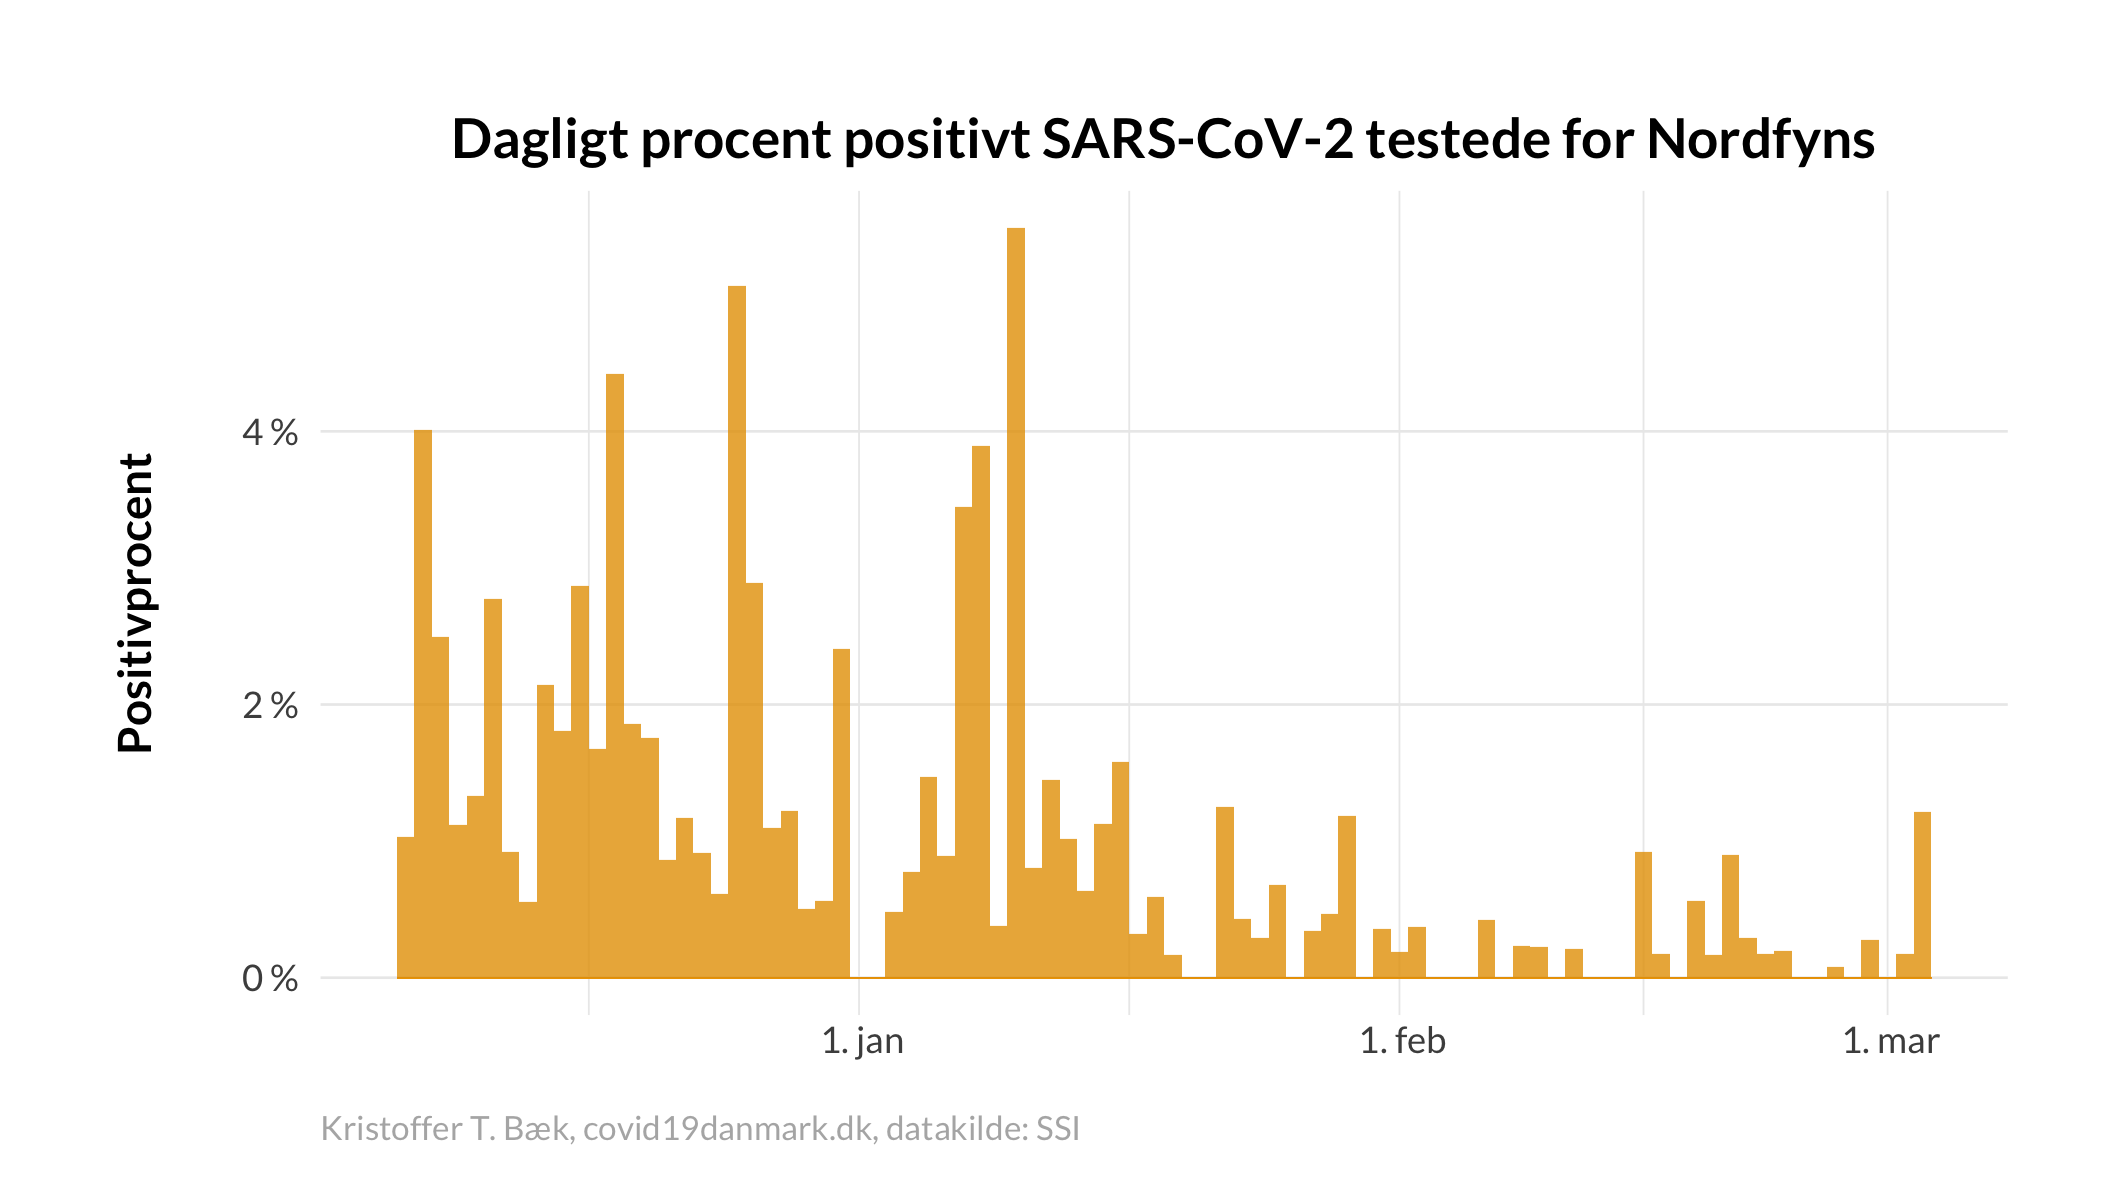 Dagligt procent positivt SARS-CoV-2 testede for Nordfyns
Positivprocent
4 %
2 %
0 %
1. jan
1. feb
1. mar
Kristoffer T. Bæk, covid19danmark.dk, datakilde: SSI